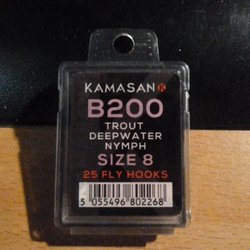 KAMASAN K
B200
TROUT
DEEPWATER
NYMPH
SIZE 8
25 FLY HOOKS
5 055496 802268